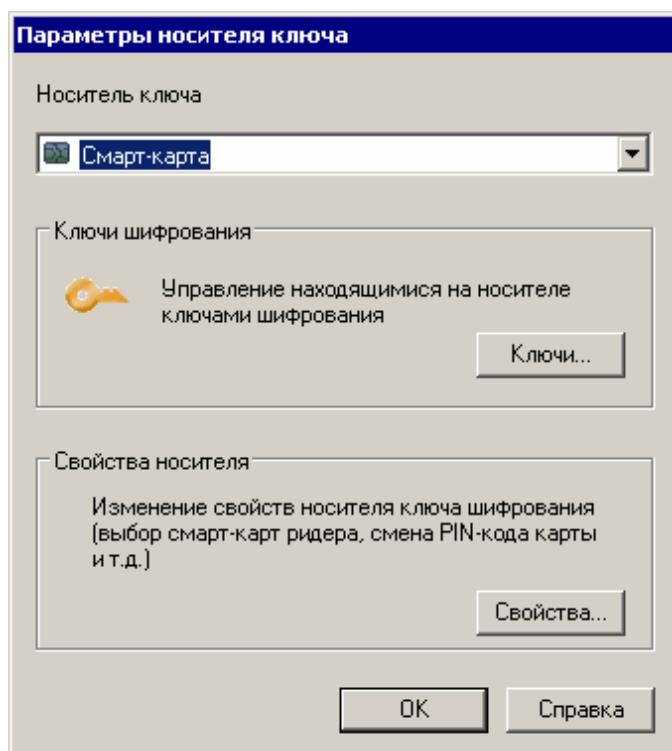 Параметры носителя ключа
Носитель ключа
Смарт-карта
Ключи шифрования
Управление находящимися на носителе
ключами шифрования
Ключи...
Свойства носителя
Изменение свойств носителя ключа шифрования
(выбор смарт-карт ридера, смена PIN-кода карты
и т.д.)
Свойства...
OK
Справка